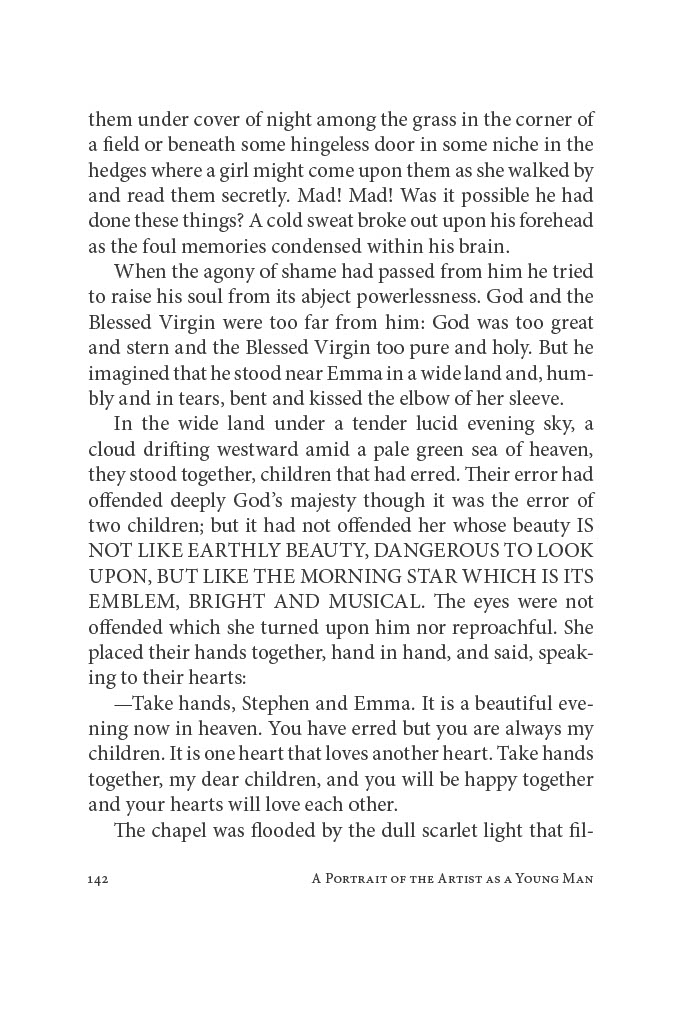 them under cover of night among the grass in the corner of
a field or beneath some hingeless door in some niche in the
hedges where a girl might come upon them as she walked by
and read them secretly. Mad! Mad! Was it possible he had
done these things? A cold sweat broke out upon his forehead
as the foul memories condensed within his brain.
When the agony of shame had passed from him he tried
to raise his soul from its abject powerlessness. God and the
Blessed Virgin were too far from him: God was too great
and stern and the Blessed Virgin too pure and holy. But he
imagined that he stood near Emma in a wide land and, hum-
bly and in tears, bent and kissed the elbow of her sleeve.
In the wide land under a tender lucid evening sky, a
cloud drifting westward amid a pale green sea of heaven,
they stood together, children that had erred. Their error had
offended deeply God’s majesty though it was the error of
two children; but it had not offended her whose beauty IS
NOT LIKE EARTHLY BEAUTY, DANGEROUS TO LOOK
UPON, BUT LIKE THE MORNING STAR WHICH IS ITS
EMBLEM, BRIGHT AND MUSICAL. The eyes were not
offended which she turned upon him nor reproachful. She
placed their hands together, hand in hand, and said, speak-
ing to their hearts:
—Take hands, Stephen and Emma. It is a beautiful eve-
ning now in heaven. You have erred but you are always my
children. It is one heart that loves another heart. Take hands
together, my dear children, and you will be happy together
and your hearts will love each other.
The chapel was flooded by the dull scarlet light that fil-
142 A Portrait of the Artist as a Young Man